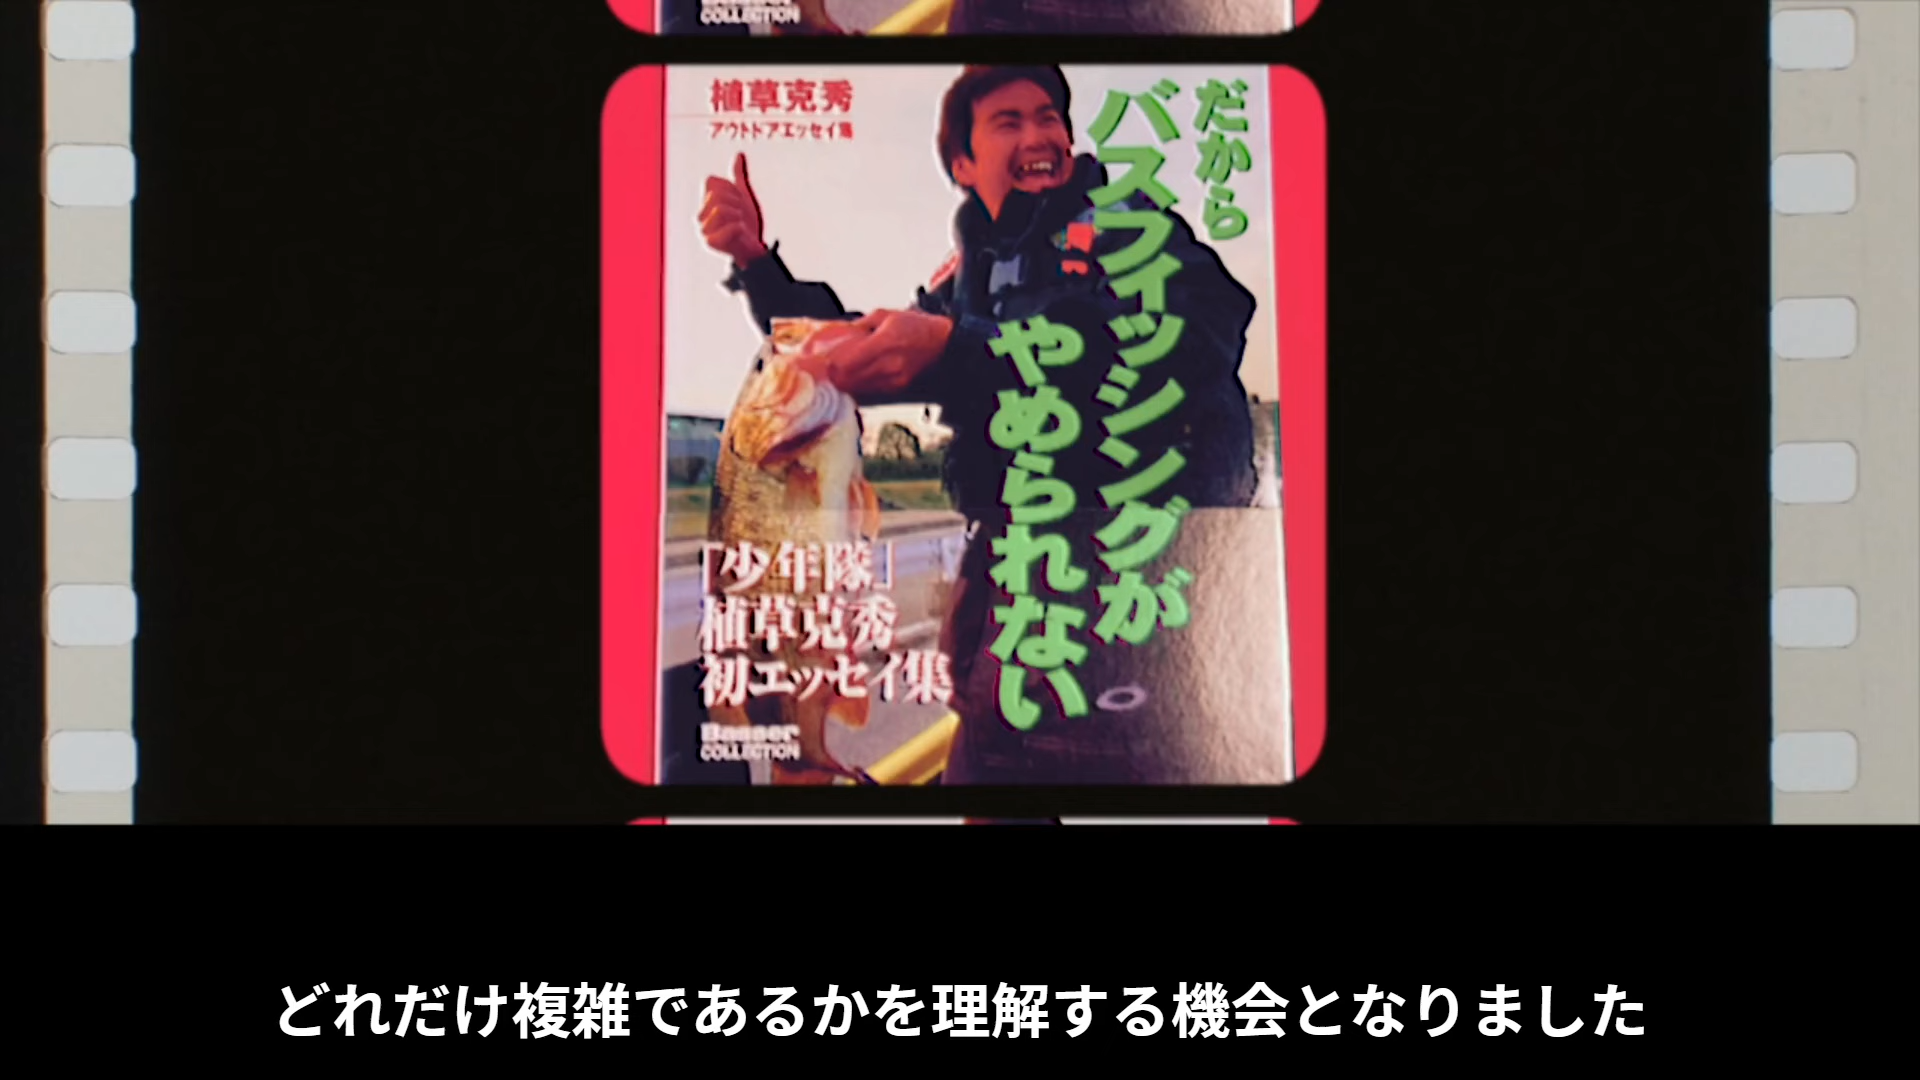 COLLECTION
植草克秀
アウトドアエッセイ集
だから
バスフィッシングが
やめられない
「少年隊」
植草克秀
初エッセイ集
Basser
COLLECTION
どれだけ複雑であるかを理解する機会となりました